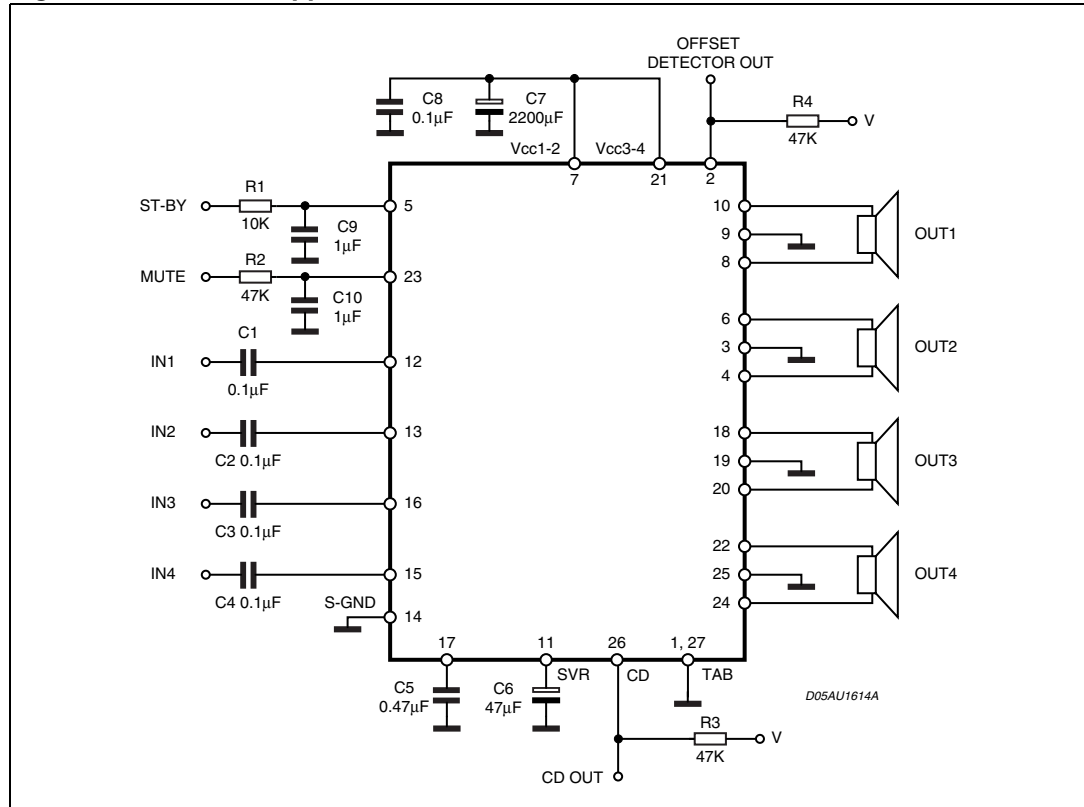 OFFSET
DETECTOR OUT
C8
0.1μF
C7
2200μF
R4
47K
V
Vcc1-2
Vcc3-4
7
21
2
ST-BY
R1
10K
5
C9
1μF
MUTE
R2
47K
23
C10
1μF
IN1
C1
0.1μF
12
IN2
C2 0.1μF
13
IN3
C3 0.1μF
16
IN4
C4 0.1μF
15
S-GND
14
10
9
8
OUT1
6
3
4
OUT2
18
19
20
OUT3
22
25
24
OUT4
17
11
26
1, 27
SVR
CD
TAB
C5
0.47μF
C6
47μF
D05AU1614A
R3
47K
V
CD OUT